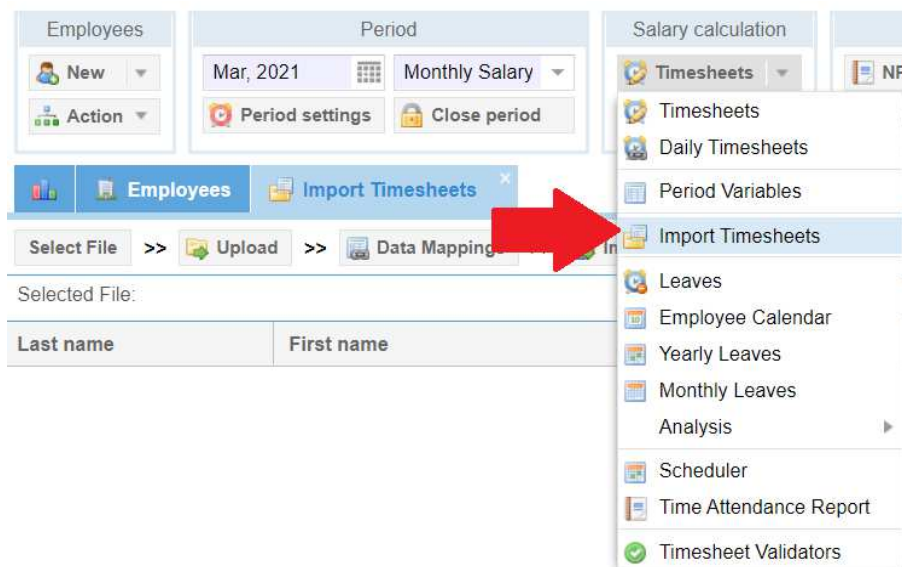 Employees
Period
Salary calculation
New
Mar, 2021
Monthly Salary
Timesheets
Action
Period settings
Close period
Timesheets
Daily Timesheets
Employees
Import Timesheets
Period Variables
Select File >> Upload >> Data Mappings
Import Timesheets
Selected File:
Leaves
Employee Calendar
Last name
First name
Yearly Leaves
Monthly Leaves
Analysis
Scheduler
Time Attendance Report
Timesheet Validators